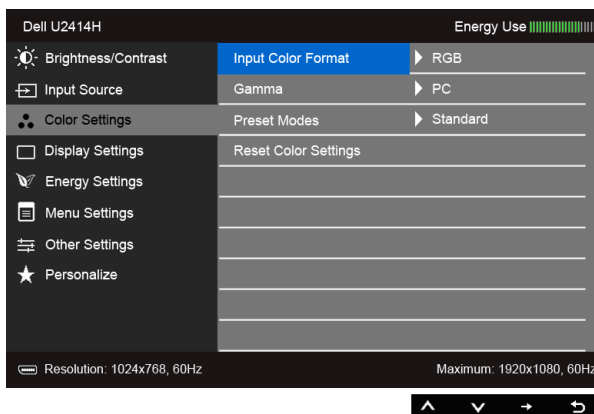 Dell U2414H Energy Use
Brightness/Contrast Input Color Format RGB
Input Source Gamma PC
Color Settings Preset Modes Standard
Display Settings Reset Color Settings
Energy Settings
Menu Settings
Other Settings
Personalize
Resolution: 1024x768, 60Hz Maximum: 1920x1080, 60Hz